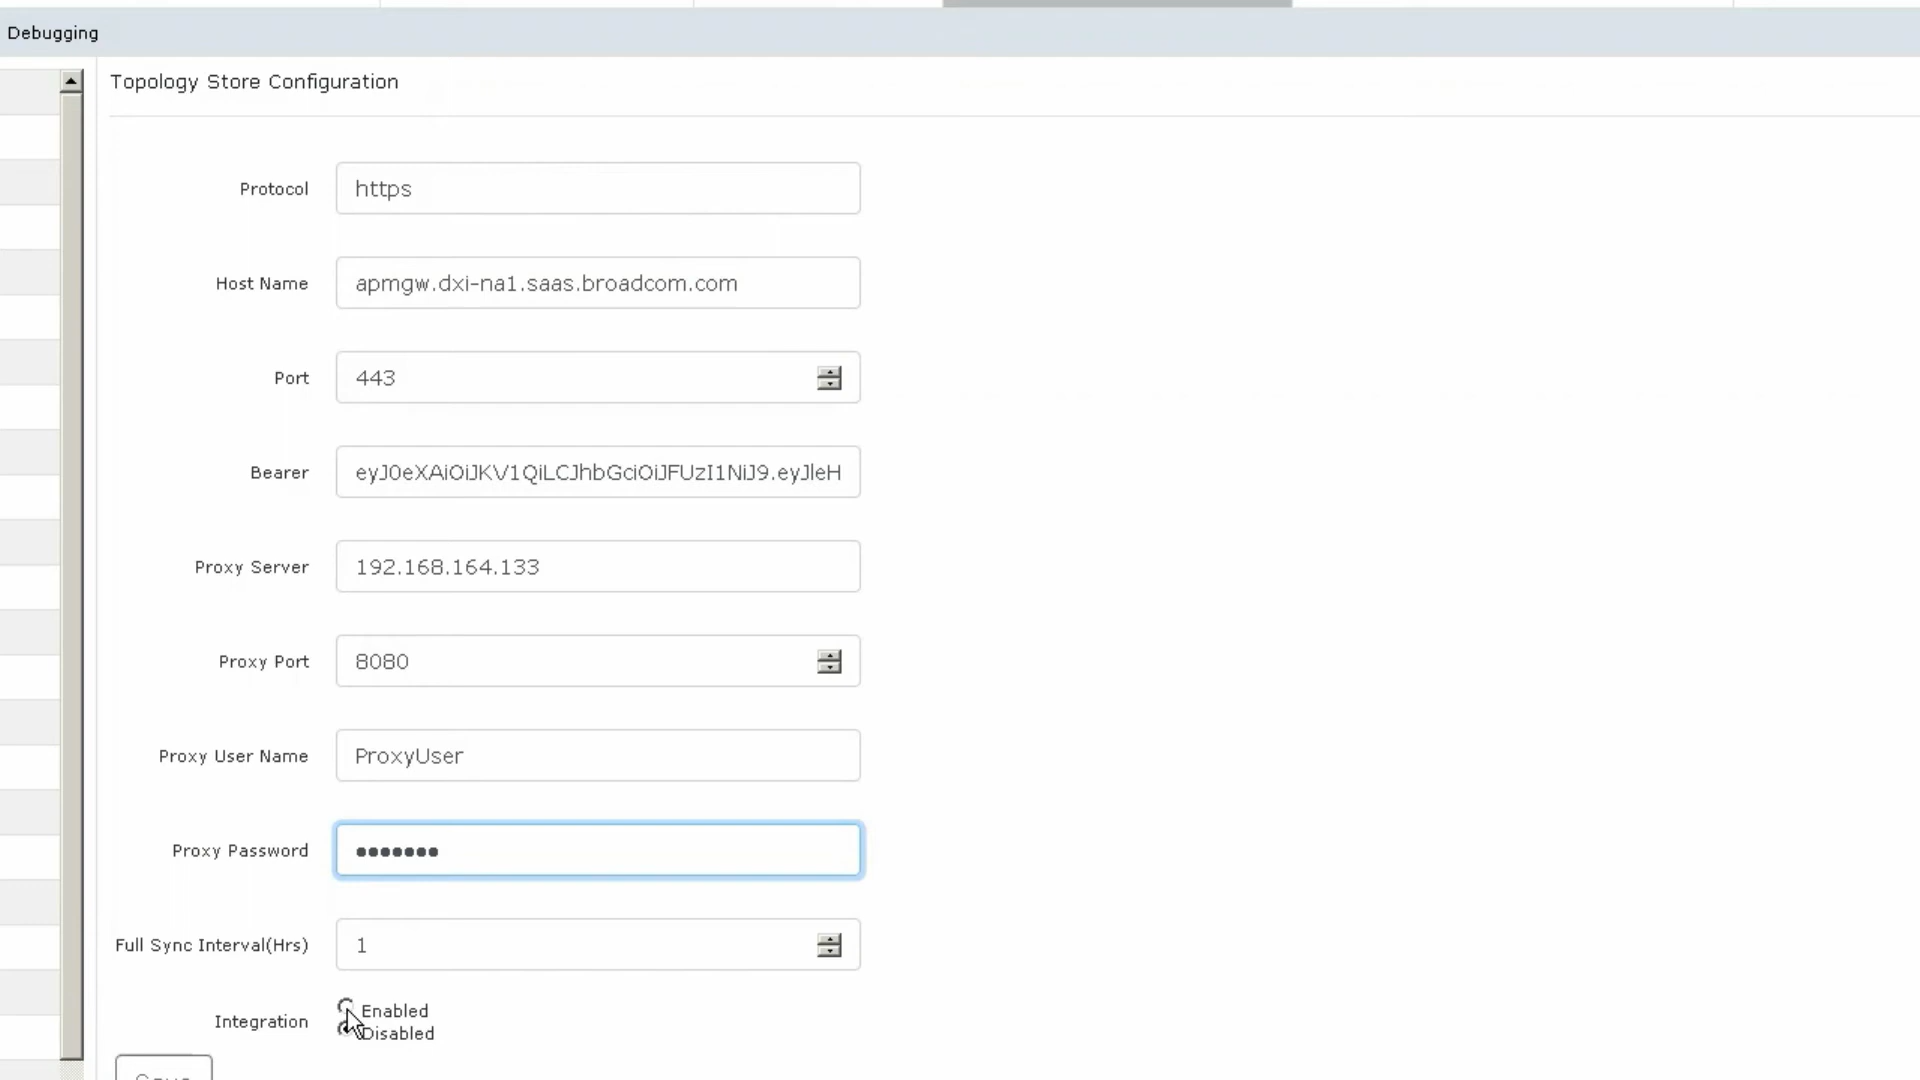 Debugging
Topology Store Configuration
Protocol https
Host Name apmgw.dxi-na1.saas.broadcom.com
Port 443
Bearer eyJ0eXAiOiJKV1QiLCJhbGciOiJFUzI1NiJ9.eyJleH
Proxy Server 192.168.164.133
Proxy Port 8080
Proxy User Name ProxyUser
Proxy Password •••••••
Full Sync Interval(Hrs) 1
Integration Enabled
Disabled
Save